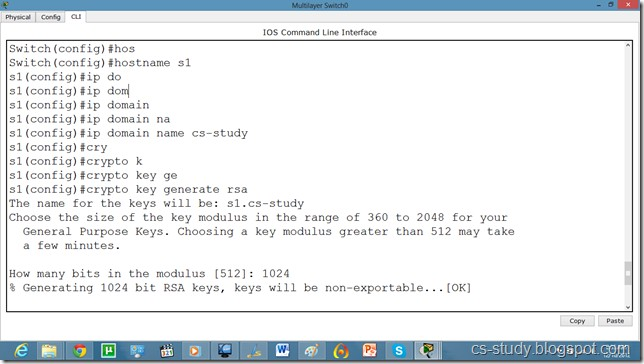 Multilayer Switch0
Physical Config CLI
IOS Command Line Interface
Switch(config)#hos
Switch(config)#hostname s1
s1(config)#ip do
s1(config)#ip dom
s1(config)#ip domain
s1(config)#ip domain na
s1(config)#ip domain name cs-study
s1(config)#cry
s1(config)#crypto k
s1(config)#crypto key ge
s1(config)#crypto key generate rsa
The name for the keys will be: s1.cs-study
Choose the size of the key modulus in the range of 360 to 2048 for your
General Purpose Keys. Choosing a key modulus greater than 512 may take
a few minutes.
How many bits in the modulus [512]: 1024
% Generating 1024 bit RSA keys, keys will be non-exportable...[OK]
Copy Paste
cs-study.blogspot.com